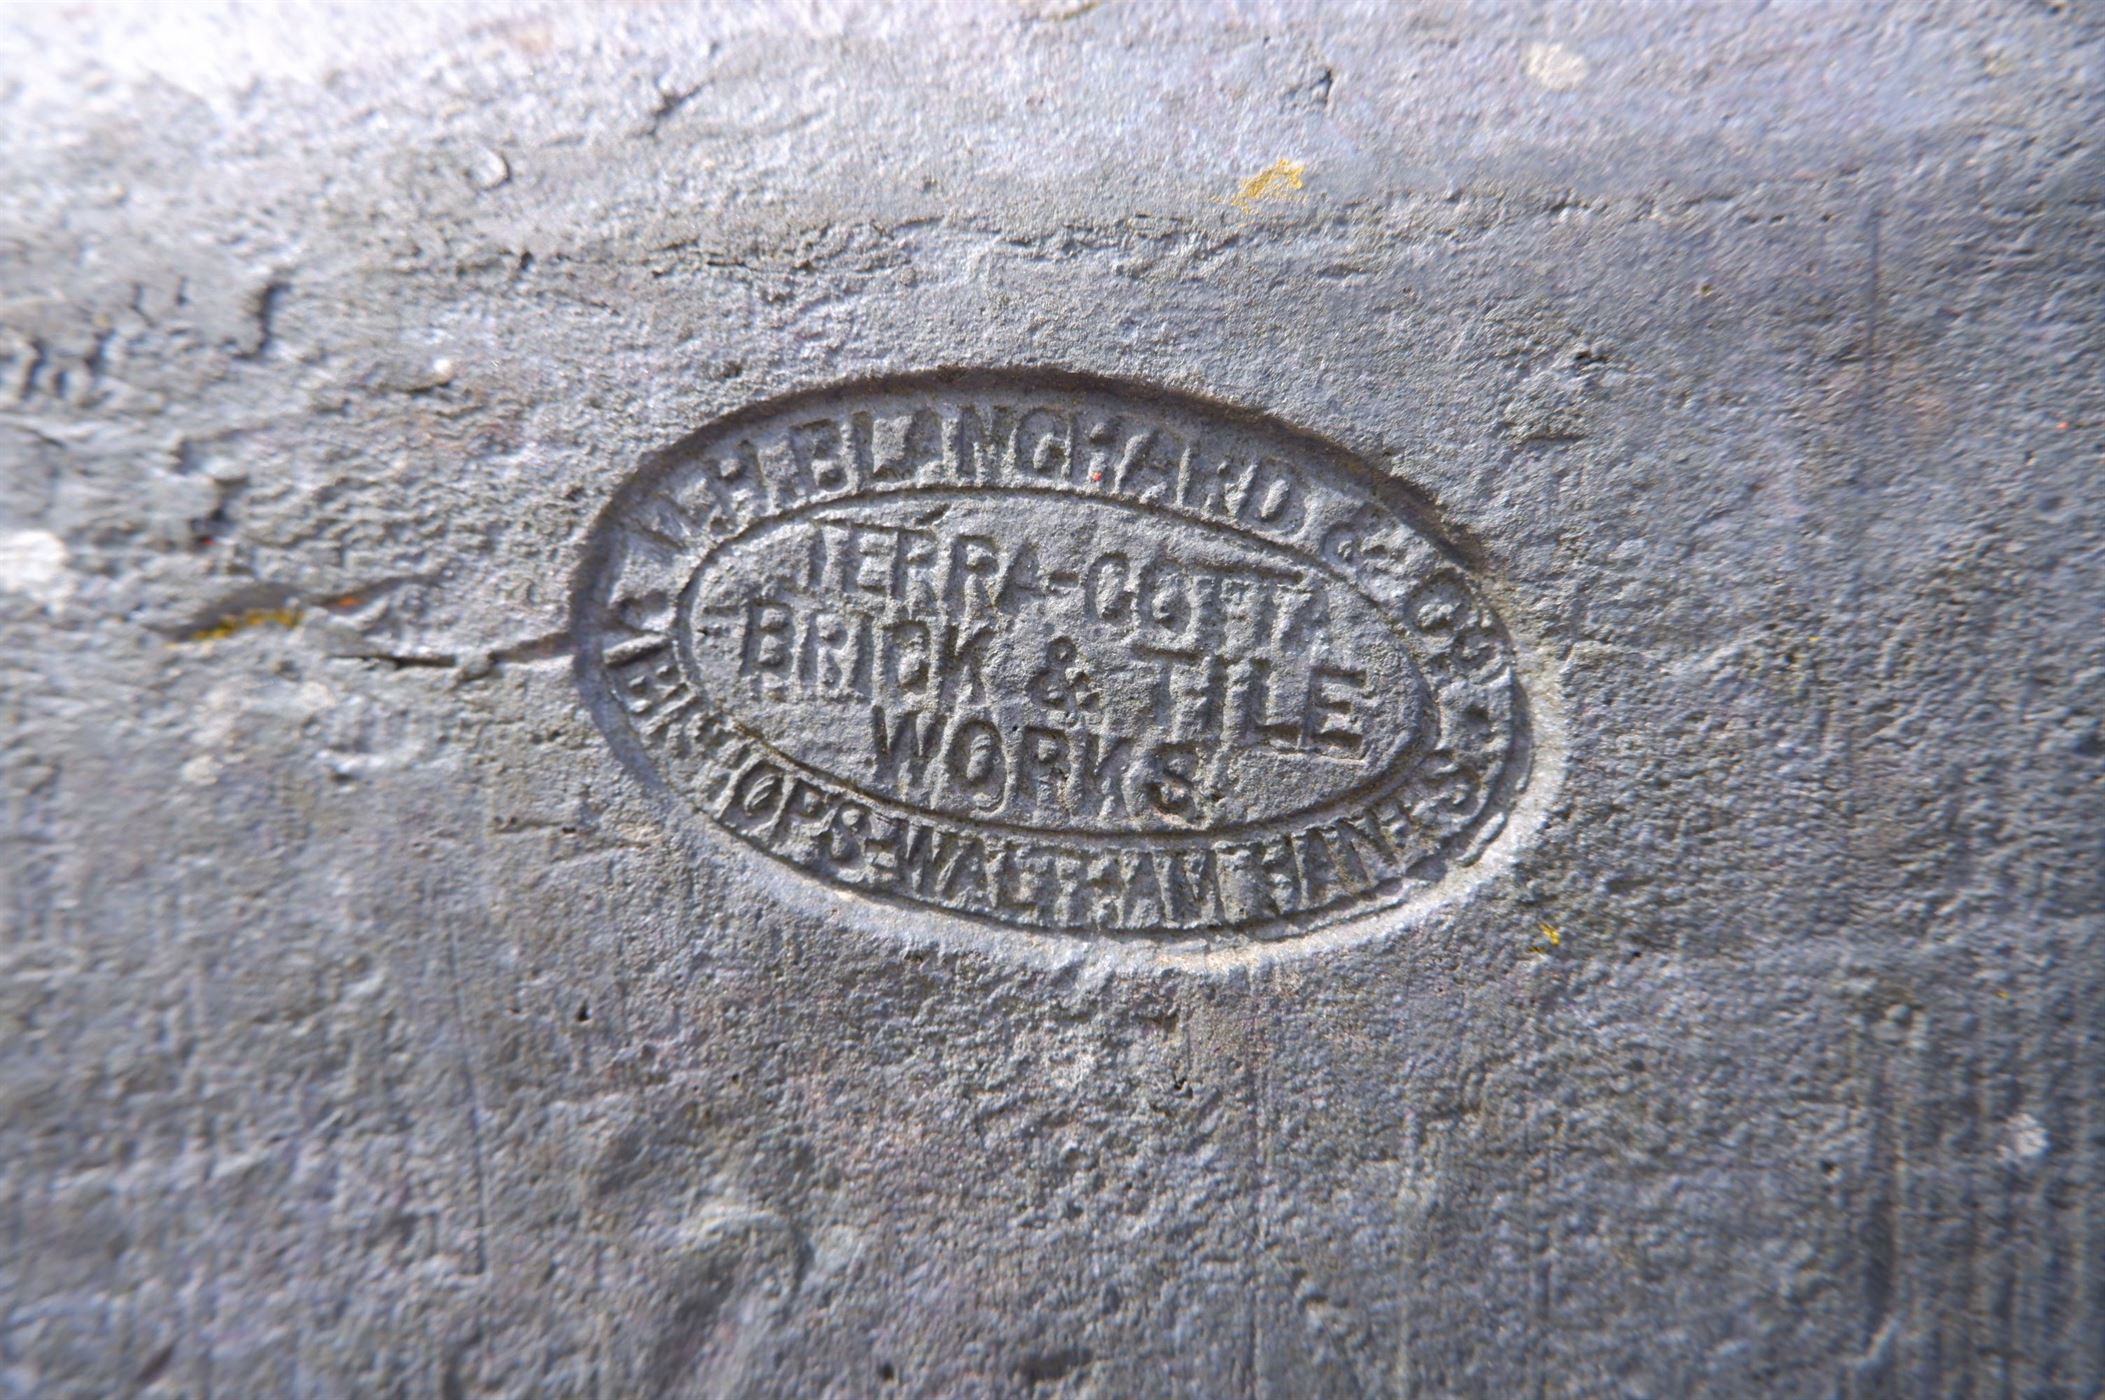 M. H. BLANCHARD & CO.
TERRA-COTTA
BRICK & TILE
WORKS
BISHOPS-WALTHAM HANTS